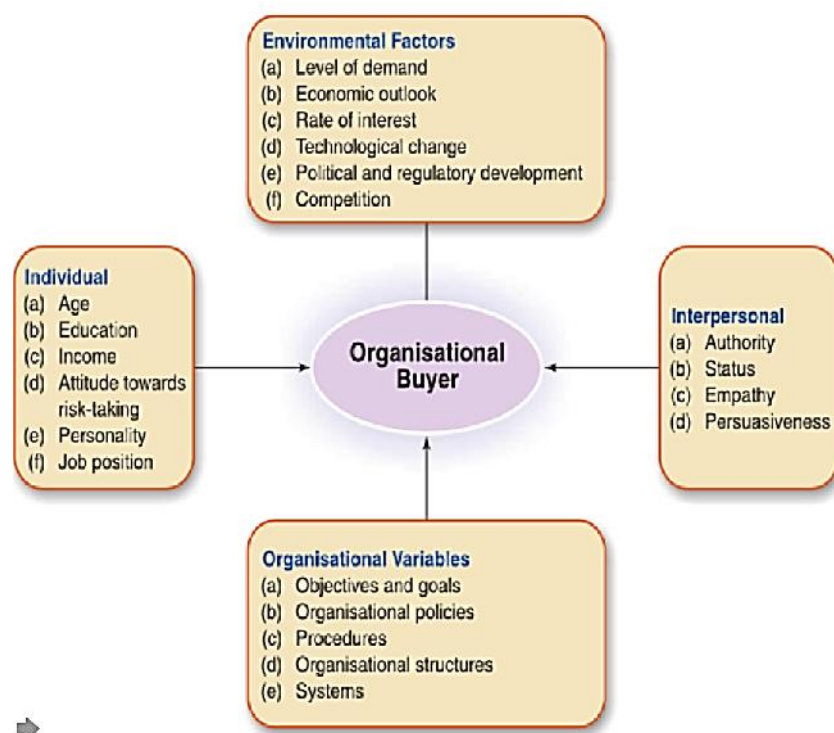 Environmental Factors
(a) Level of demand
(b) Economic outlook
(c) Rate of interest
(d) Technological change
(e) Political and regulatory development
(f) Competition
Individual
(a) Age
(b) Education
(c) Income
(d) Attitude towards
risk-taking
(e) Personality
(f) Job position
Organisational
Buyer
Interpersonal
(a) Authority
(b) Status
(c) Empathy
(d) Persuasiveness
Organisational Variables
(a) Objectives and goals
(b) Organisational policies
(c) Procedures
(d) Organisational structures
(e) Systems